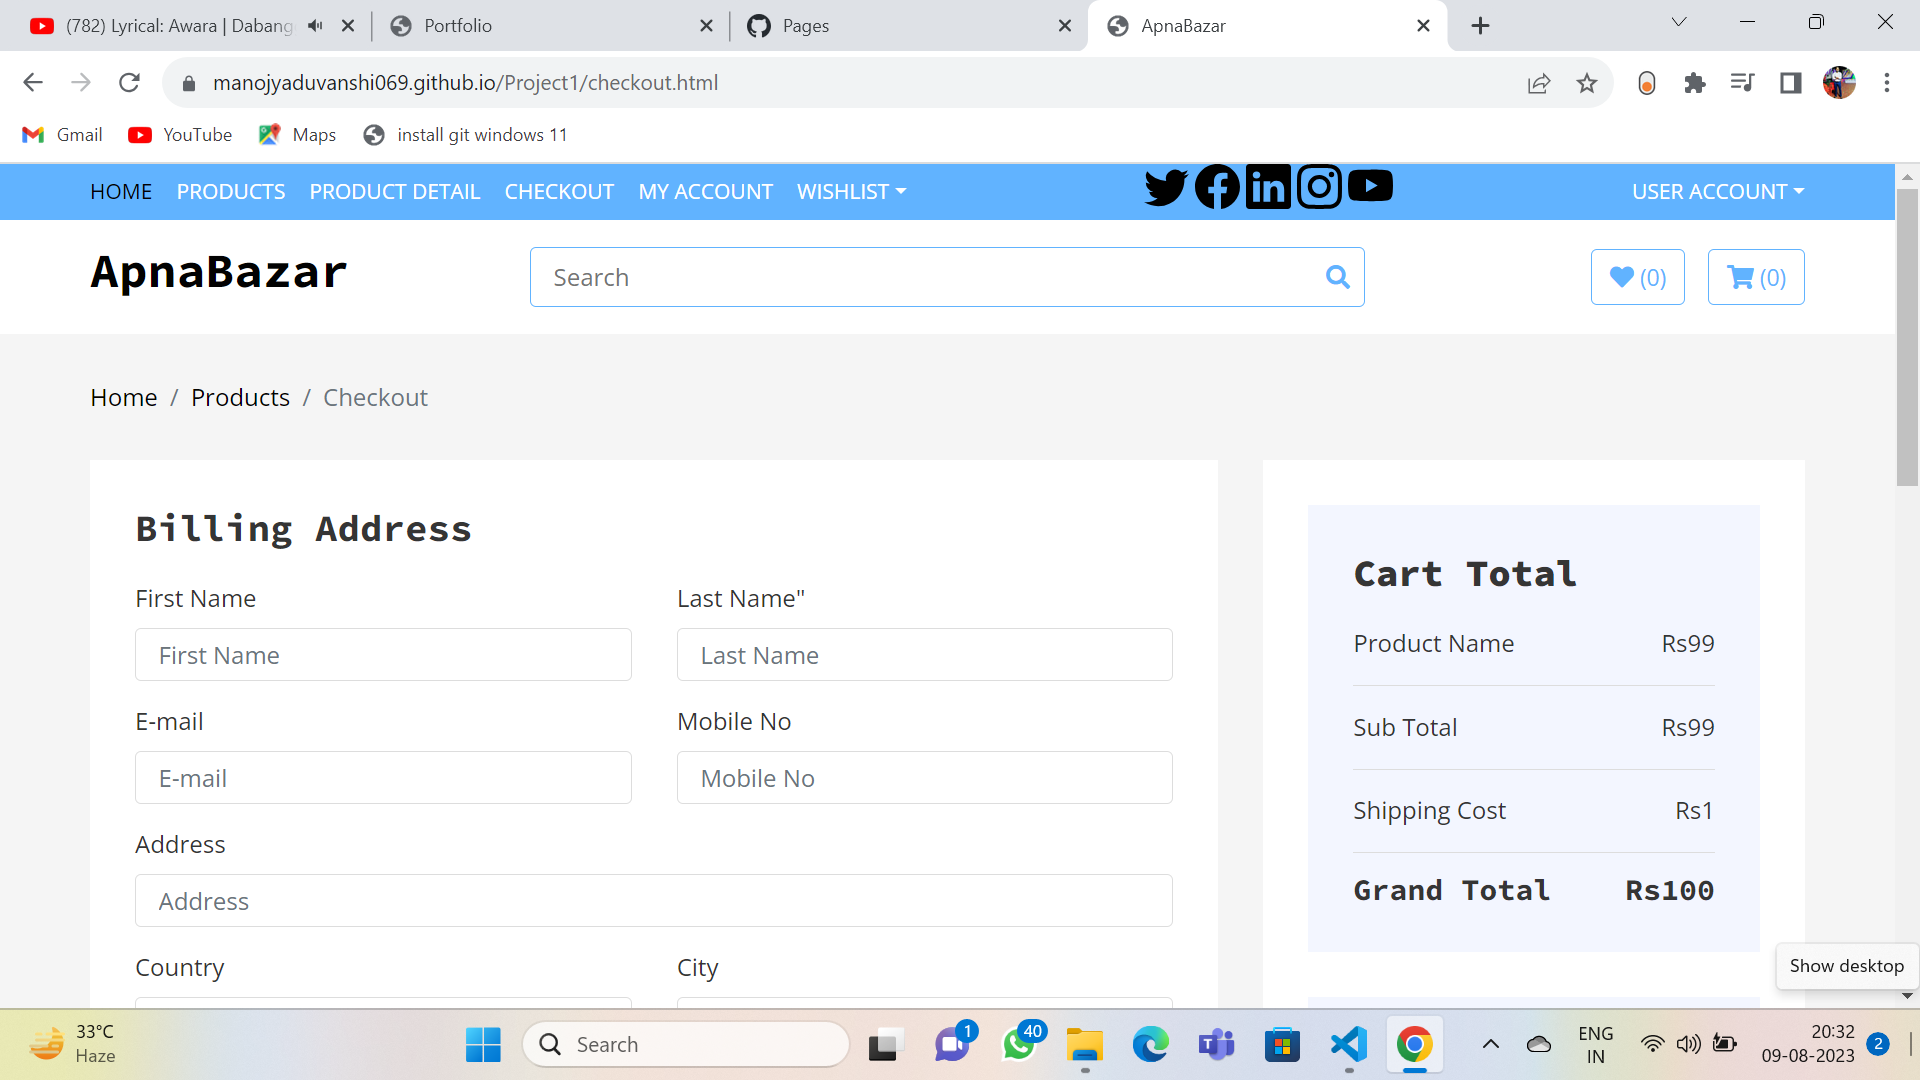 (782) Lyrical: Awara | Dabang
Portfolio
Pages
ApnaBazar
manojyaduvanshi069.github.io/Project1/checkout.html
Gmail
YouTube
Maps
install git windows 11
HOME PRODUCTS PRODUCT DETAIL CHECKOUT MY ACCOUNT WISHLIST
in
USER ACCOUNT
ApnaBazar
Search
(0)
(0)
Home / Products / Checkout
Billing Address
First Name
Last Name"
First Name
Last Name
E-mail
Mobile No
E-mail
Mobile No
Address
Address
Country
City
Cart Total
Product Name Rs99
Sub Total Rs99
Shipping Cost Rs1
Grand Total Rs100
Show desktop
33°C
Haze
Search
1
40
ENG
IN
20:32
09-08-2023
2